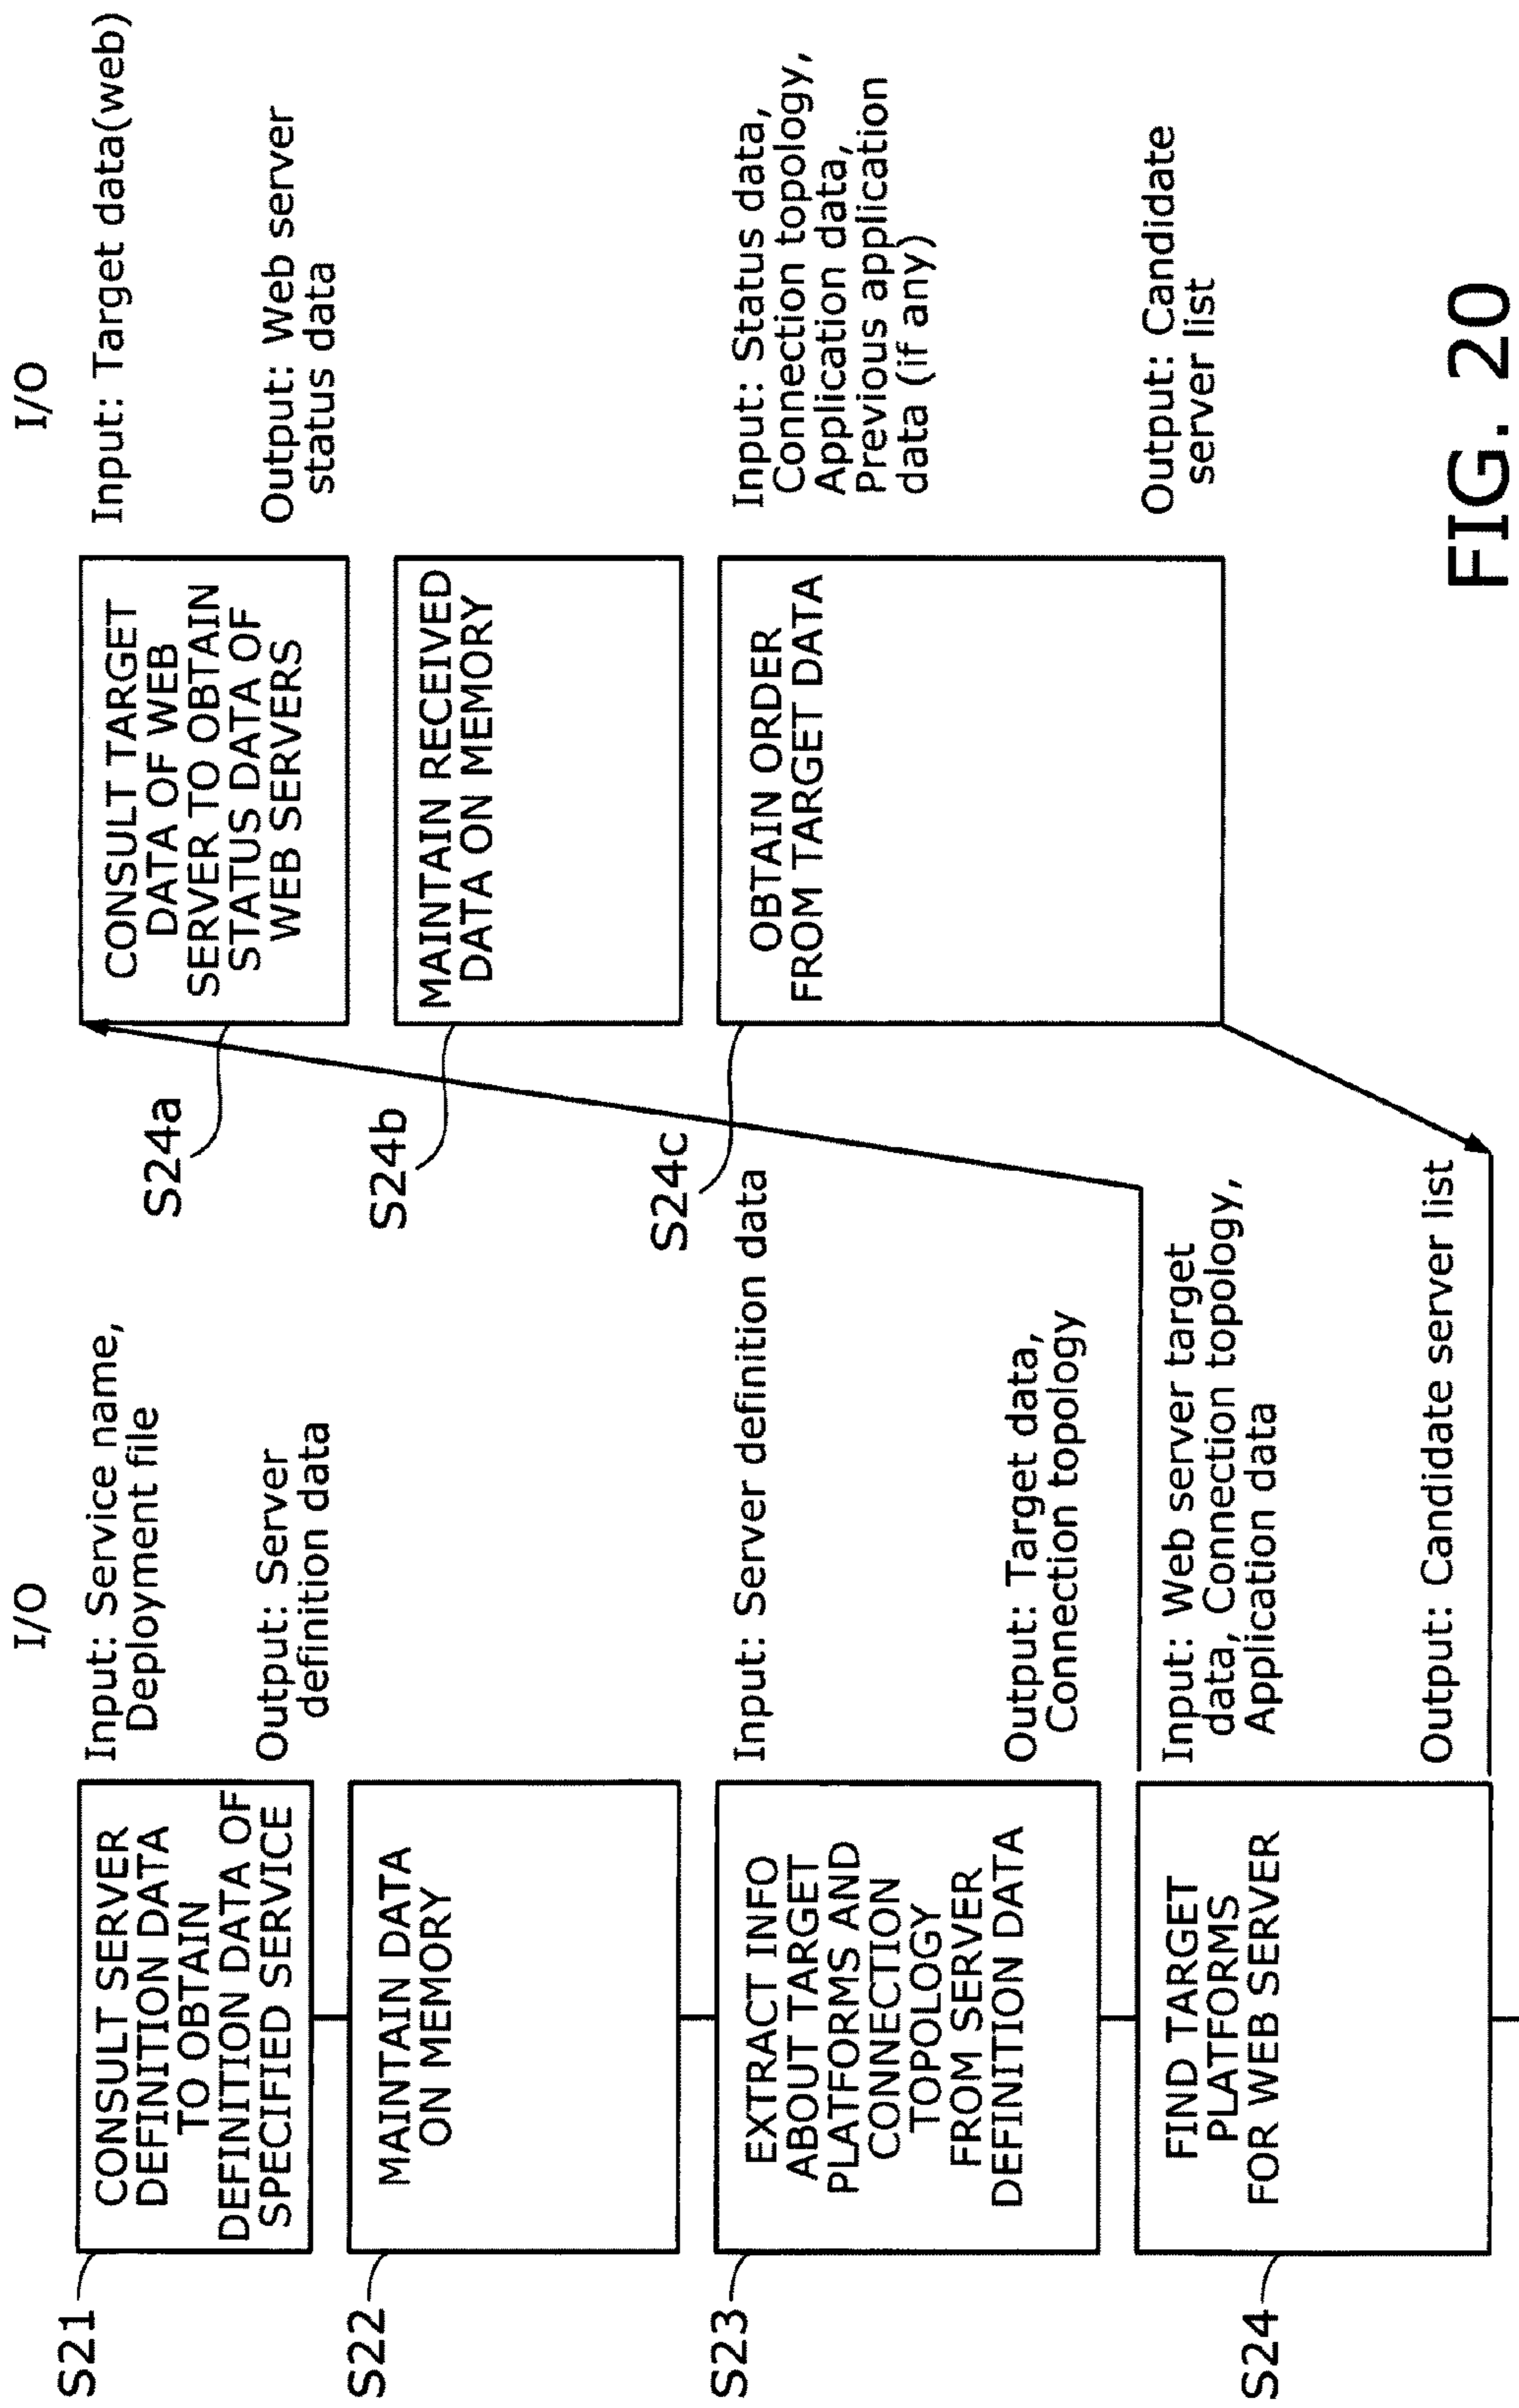 I/O
S21
CONSULT SERVER
DEFINITION DATA
TO OBTAIN
DEFINITION DATA OF
SPECIFIED SERVICE
Input: Service name,
Deployment file
Output: Server
definition data
S22
MAINTAIN DATA
ON MEMORY
S23
EXTRACT INFO
ABOUT TARGET
PLATFORMS AND
CONNECTION
TOPOLOGY
FROM SERVER
DEFINITION DATA
Input: Server definition data
Output: Target data,
Connection topology
S24
FIND TARGET
PLATFORMS
FOR WEB SERVER
Input: Web server target
data, Connection topology,
Application data
Output: Candidate server list
I/O
S24a
CONSULT TARGET
DATA OF WEB
SERVER TO OBTAIN
STATUS DATA OF
WEB SERVERS
Input: Target data(web)
Output: Web server
status data
S24b
MAINTAIN RECEIVED
DATA ON MEMORY
S24c
OBTAIN ORDER
FROM TARGET DATA
Input: Status data,
Connection topology,
Application data,
Previous application
data (if any)
Output: Candidate
server list
FIG. 20